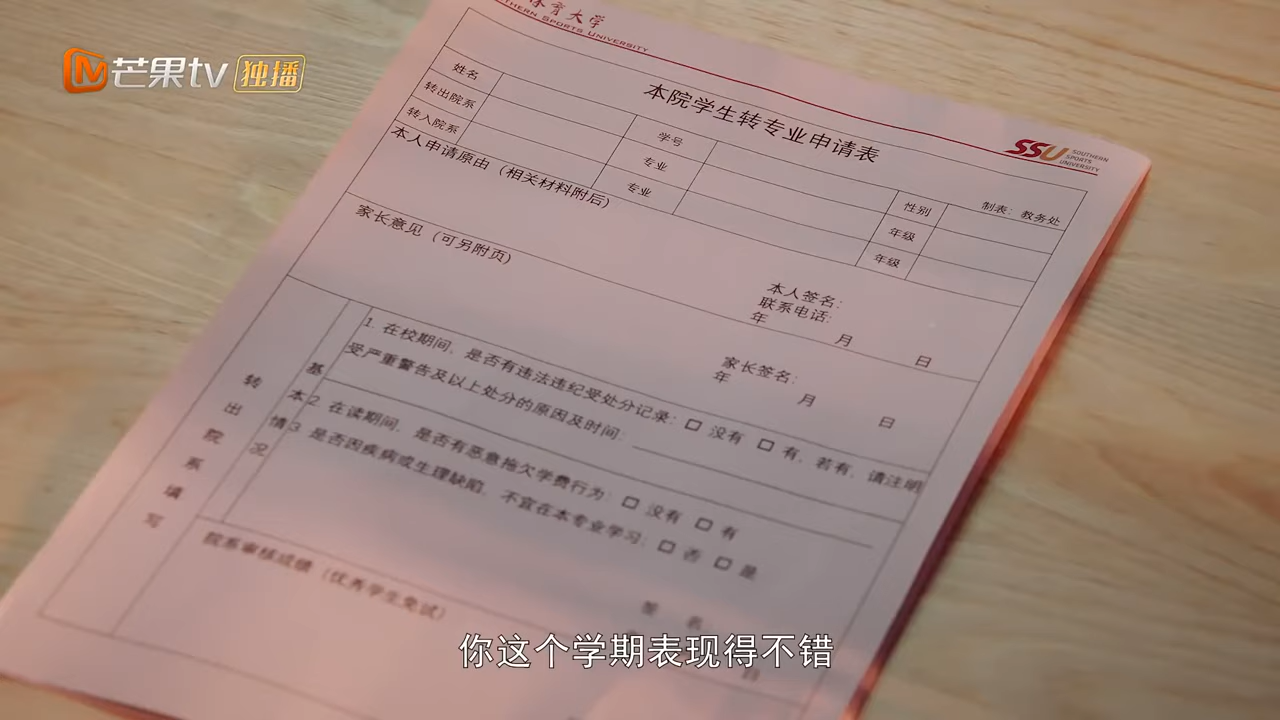 芒果tv 独播
体育大学
THERN SPORTS UNIVERSITY
SSU SOUTHERN SPORTS UNIVERSITY
本院学生转专业申请表
制表：教务处
姓名 学号 性别
转出院系 专业 年级
转入院系 专业 年级
本人申请原由（相关材料附后）
本人签名：
联系电话：
年 月 日
家长意见（可另附页）
家长签名：
年 月 日
转出院系填写
基本情况
1. 在校期间，是否有违法违纪受处分记录：□ 没有 □ 有，若有，请注明
受严重警告及以上处分的原因及时间：
2. 在读期间，是否有恶意拖欠学费行为：□ 没有 □ 有
3. 是否因疾病或生理缺陷，不宜在本专业学习：□ 否 □ 是
签 名
院系审核成绩（优秀学生免试）
日
你这个学期表现得不错